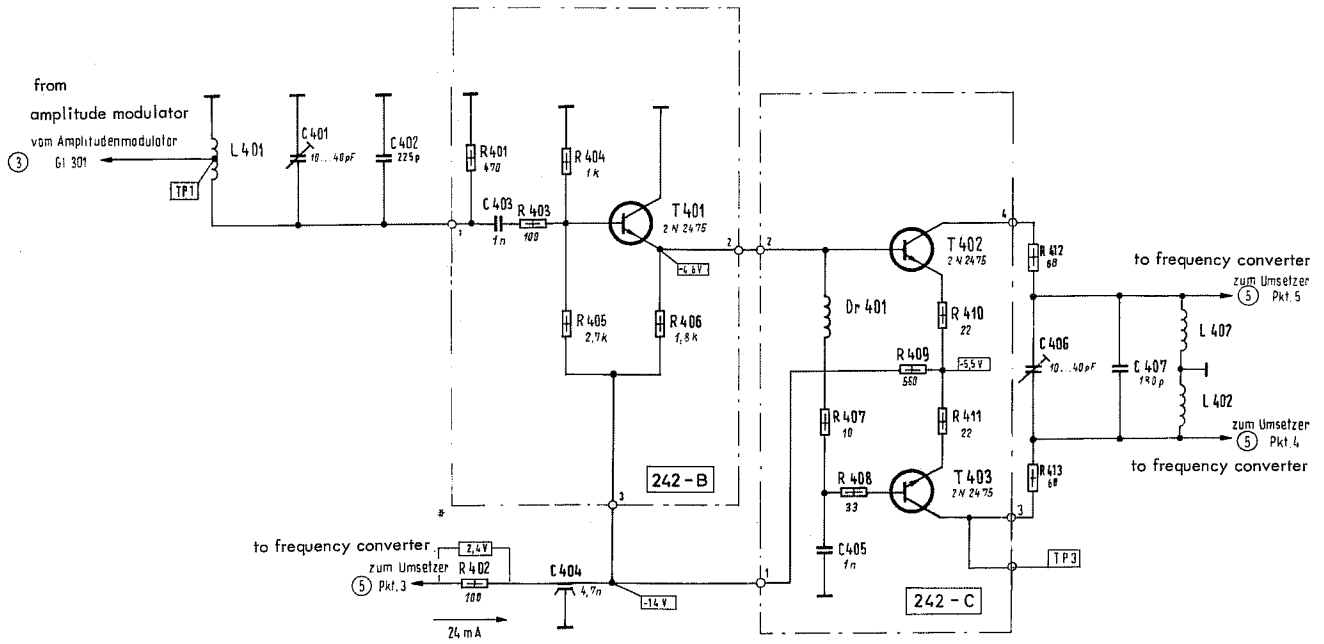 from
amplitude modulator
vom Amplitudenmodulator
3
Gl 301
TP1
L 401
C 401
10...40pF
C 402
225p
R 401
470
C 403
1n
R 403
100
R 404
1k
T 401
2 N 2475
-4,6V
2
2
1
R 405
2,7k
R 406
1,8k
242 - B
3
#
to frequency converter
2,4V
zum Umsetzer
5 Pkt. 3
R 402
100
24 mA
C 404
4,7n
-14 V
1
Dr 401
R 407
10
R 408
33
C 405
1n
R 409
560
-5,5V
T 402
2 N 2475
R 410
22
R 411
22
T 403
2 N 2475
4
3
TP3
242 - C
R 412
68
C 406
10...40pF
R 413
68
C 407
180p
L 402
L 402
to frequency converter
zum Umsetzer
5 Pkt. 5
zum Umsetzer
5 Pkt. 4
to frequency converter